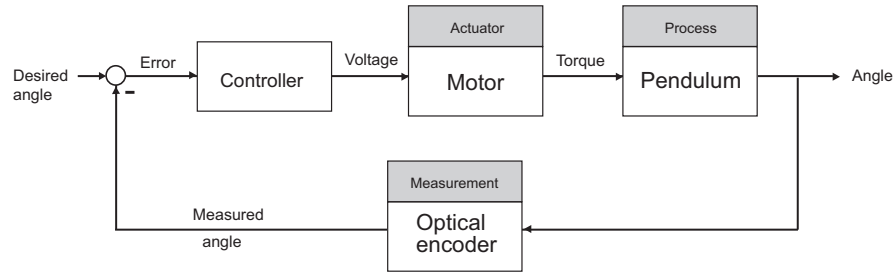 Desired
angle
Error
Controller
Voltage
Actuator
Motor
Torque
Process
Pendulum
Angle
Measured
angle
Measurement
Optical
encoder